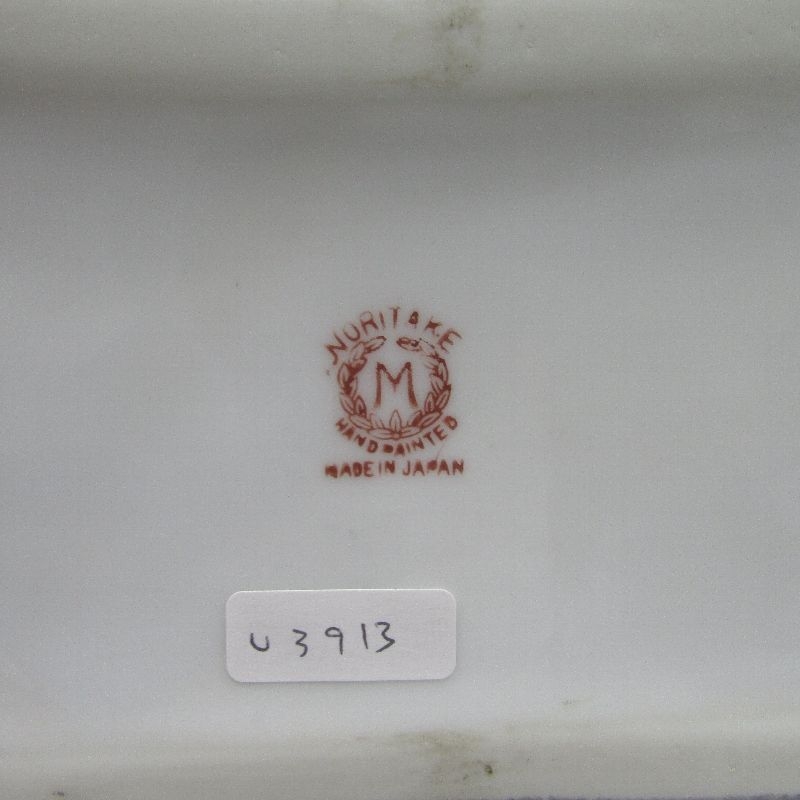 NORITAKE
M
HAND PAINTED
MADE IN JAPAN
U3913